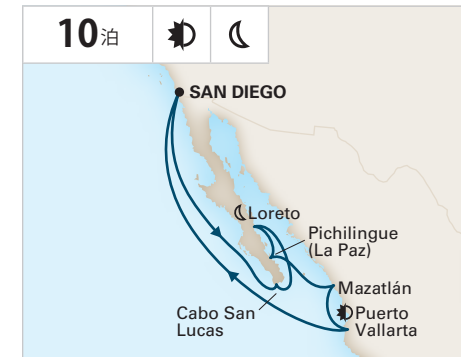 10泊
SAN DIEGO
Loreto
Pichilingue
(La Paz)
Mazatlán
Cabo San
Lucas
Puerto
Vallarta